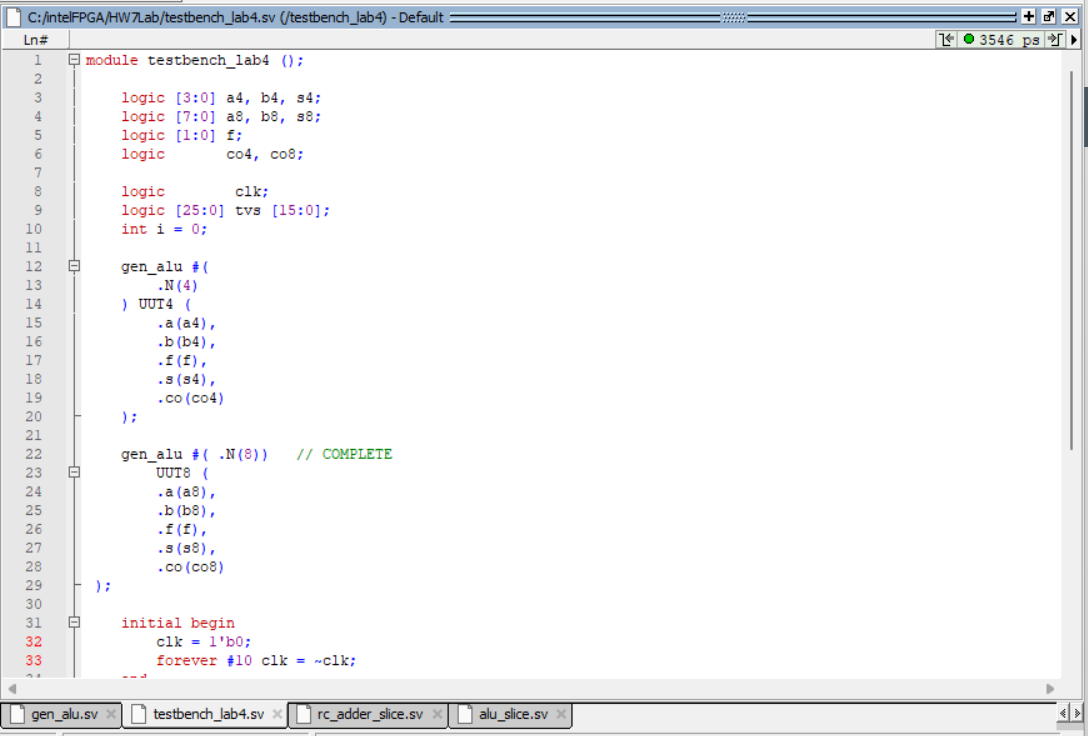 C:/intelFPGA/HW7Lab/testbench_lab4.sv (/testbench_lab4) - Default
Ln#
3546 ps
1 module testbench_lab4 ();
2
3 logic [3:0] a4, b4, s4;
4 logic [7:0] a8, b8, s8;
5 logic [1:0] f;
6 logic co4, co8;
7
8 logic clk;
9 logic [25:0] tvs [15:0];
10 int i = 0;
11
12 gen_alu #(
13 .N(4)
14 ) UUT4 (
15 .a(a4),
16 .b(b4),
17 .f(f),
18 .s(s4),
19 .co(co4)
20 );
21
22 gen_alu #( .N(8)) // COMPLETE
23 UUT8 (
24 .a(a8),
25 .b(b8),
26 .f(f),
27 .s(s8),
28 .co(co8)
29 );
30
31 initial begin
32 clk = 1'b0;
33 forever #10 clk = ~clk;
gen_alu.sv testbench_lab4.sv rc_adder_slice.sv alu_slice.sv